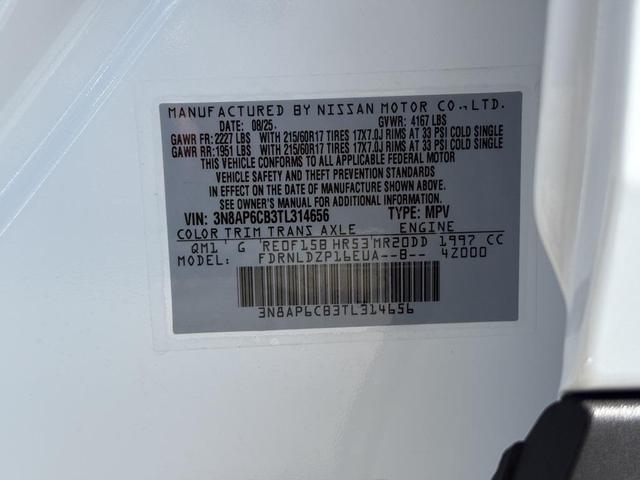 MANUFACTURED BY NISSAN MOTOR CO.,LTD.
DATE: 08/25. GVWR: 4167 LBS
GAWR FR: 2227 LBS WITH 215/60R17 TIRES 17X7.0J RIMS AT 33 PSI COLD SINGLE
GAWR RR: 1951 LBS WITH 215/60R17 TIRES 17X7.0J RIMS AT 33 PSI COLD SINGLE
THIS VEHICLE CONFORMS TO ALL APPLICABLE FEDERAL MOTOR
VEHICLE SAFETY AND THEFT PREVENTION STANDARDS
IN EFFECT ON THE DATE OF MANUFACTURE SHOWN ABOVE.
SEE OWNER'S MANUAL FOR ADDITIONAL INFORMATION.
VIN: 3N8AP6CB3TL314656 TYPE: MPV
COLOR TRIM TRANS AXLE ENGINE
QM1' G 'RE0F15B HR53'MR20DD 1997 CC
MODEL: FDRNLDZP16EUA--B-- 4Z000
3N8AP6CB3TL314656